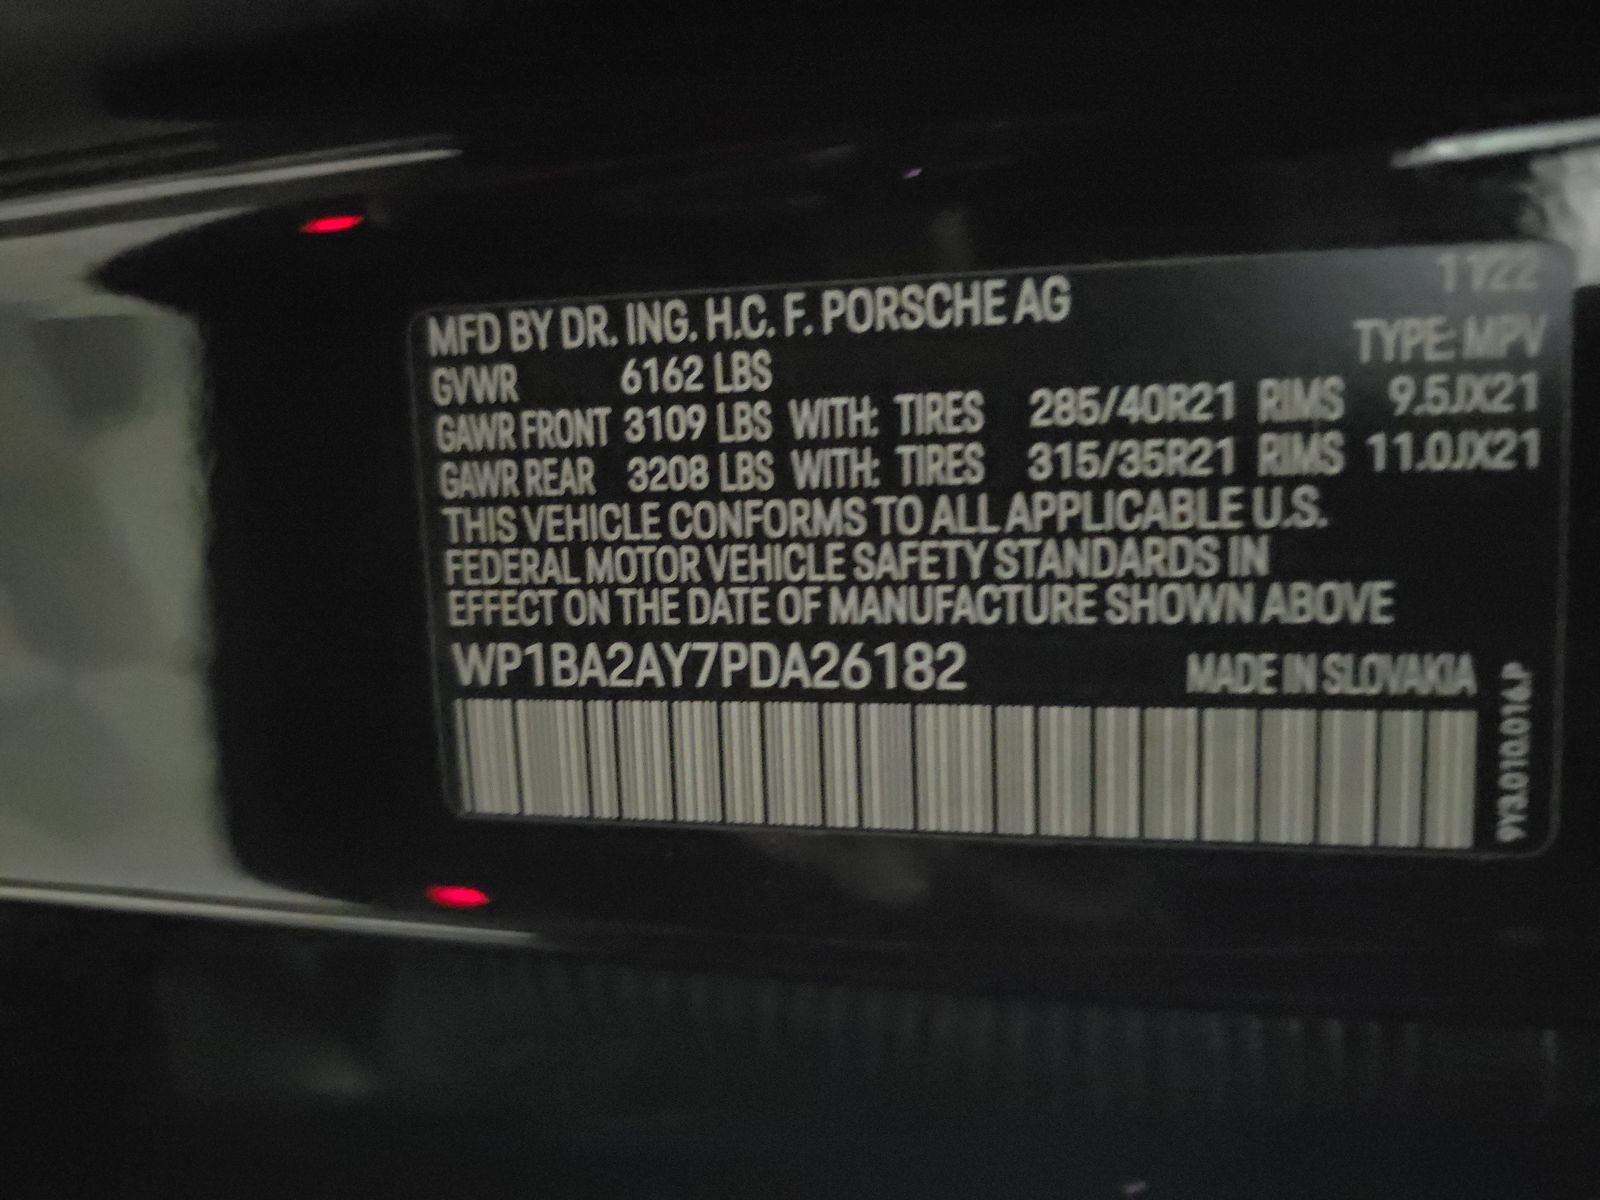 11/22
MFD BY DR. ING. H.C. F. PORSCHE AG
TYPE: MPV
GVWR 6162 LBS
GAWR FRONT 3109 LBS WITH: TIRES 285/40R21 RIMS 9.5JX21
GAWR REAR 3208 LBS WITH: TIRES 315/35R21 RIMS 11.0JX21
THIS VEHICLE CONFORMS TO ALL APPLICABLE U.S.
FEDERAL MOTOR VEHICLE SAFETY STANDARDS IN
EFFECT ON THE DATE OF MANUFACTURE SHOWN ABOVE
WP1BA2AY7PDA26182 MADE IN SLOVAKIA
9Y3.010.016.P